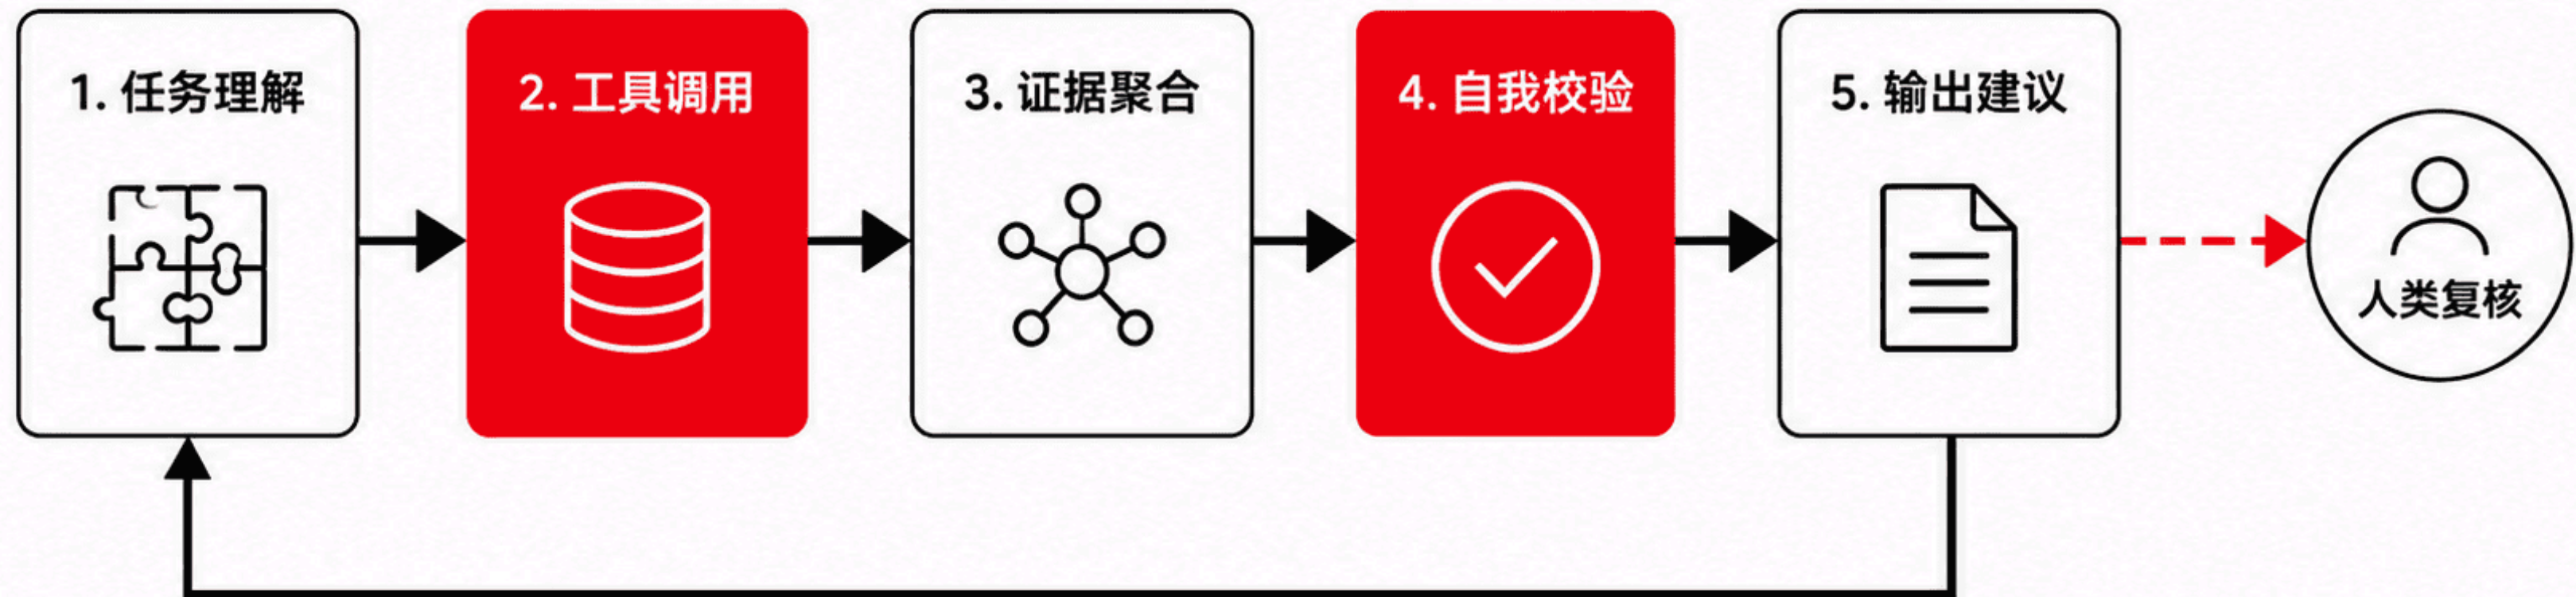 1. 任务理解
2. 工具调用
3. 证据聚合
4. 自我校验
5. 输出建议
人类复核